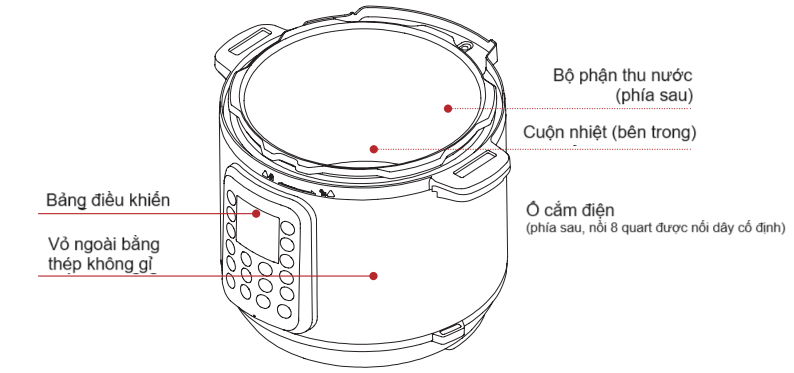 Bộ phận thu nước
(phía sau)
Cuộn nhiệt (bên trong)
Bảng điều khiển
Ổ cắm điện
(phía sau, nồi 8 quart được nối dây cố định)
Vỏ ngoài bằng
thép không gỉ